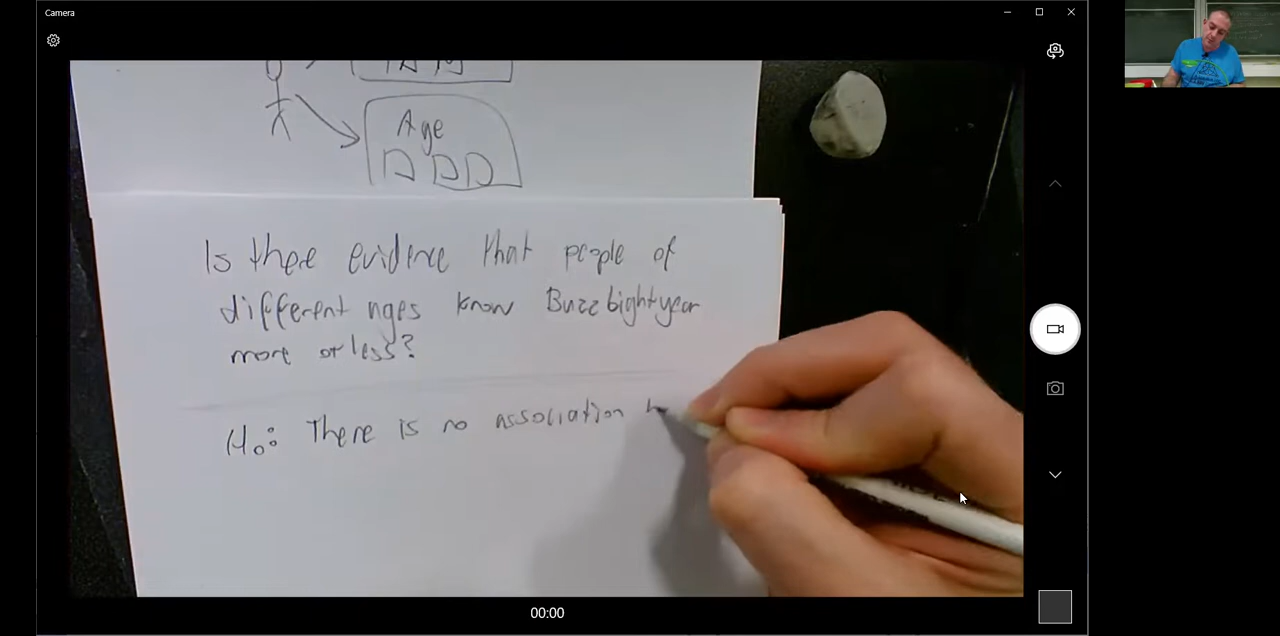 Camera
Age
Is there evidence that people of
different ages know Buzz Lightyear
more or less?
H₀: There is no association
00:00